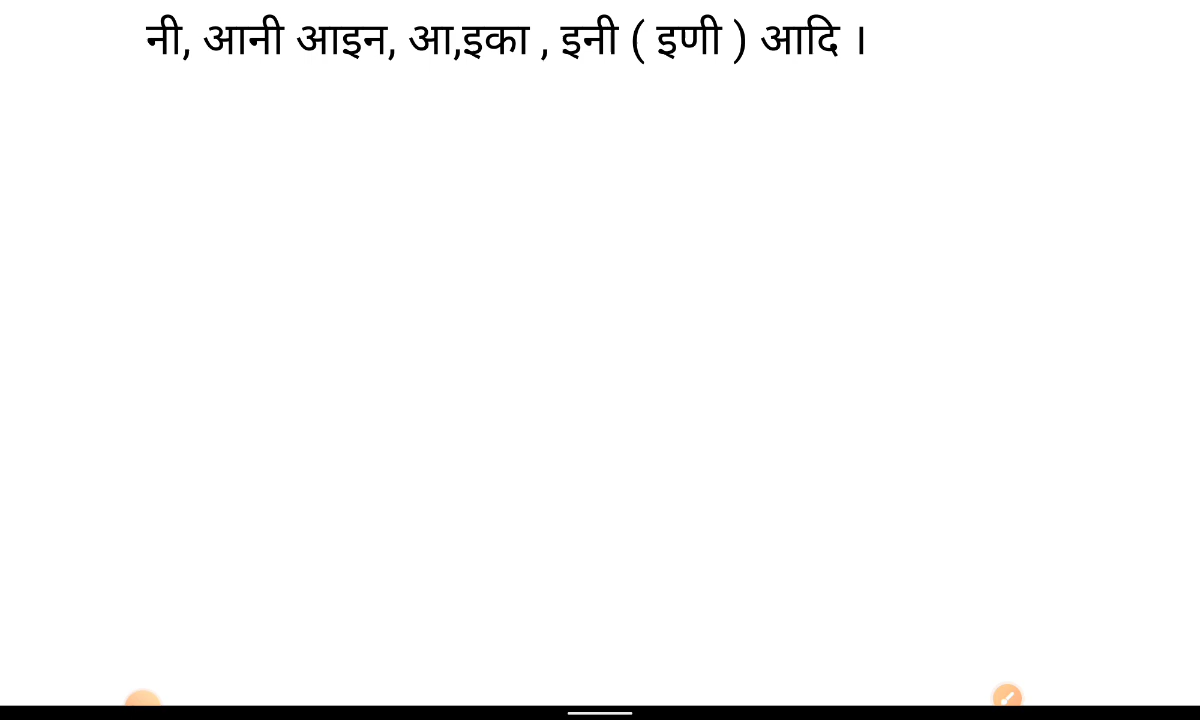 नी, आनी आइन, आ,इका , इनी ( इणी ) आदि ।